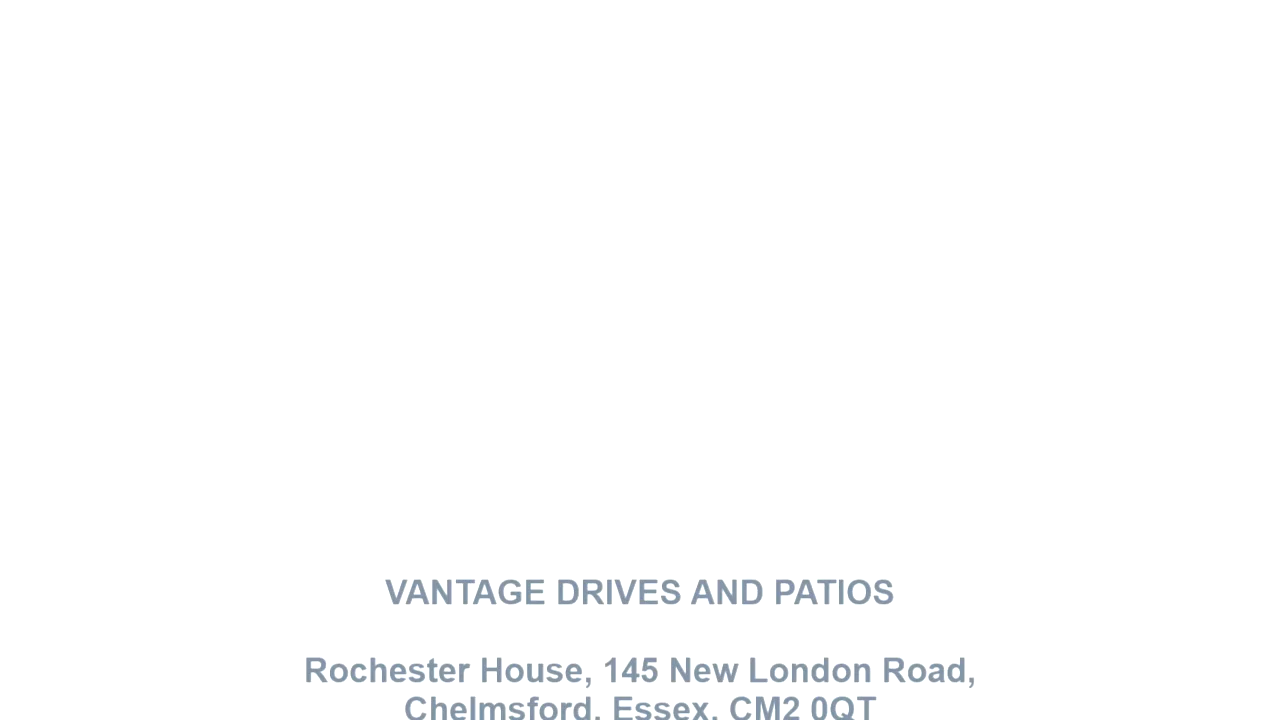 VANTAGE DRIVES AND PATIOS
Rochester House, 145 New London Road,
Chelmsford, Essex, CM2 0QT